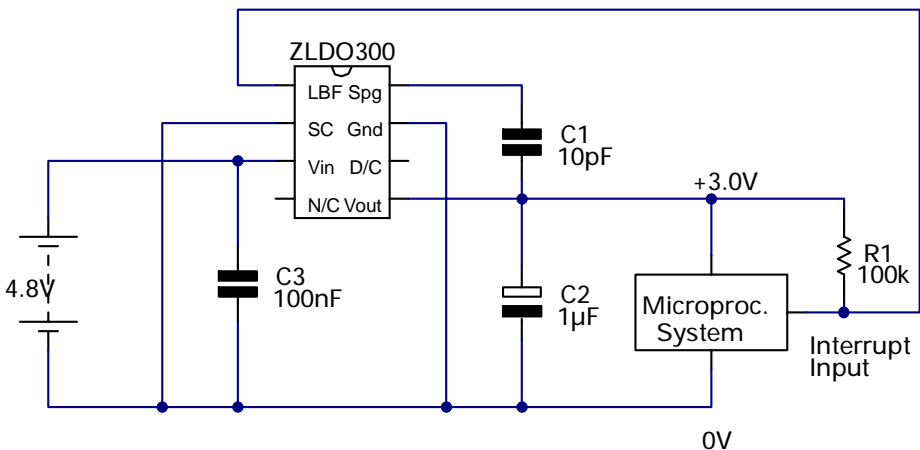 ZLDO300
LBF Spg
SC Gnd
Vin D/C
N/C Vout
C1
10pF
+3.0V
4.8V
C3
100nF
C2
1µF
R1
100k
Microproc.
System
Interrupt
Input
0V